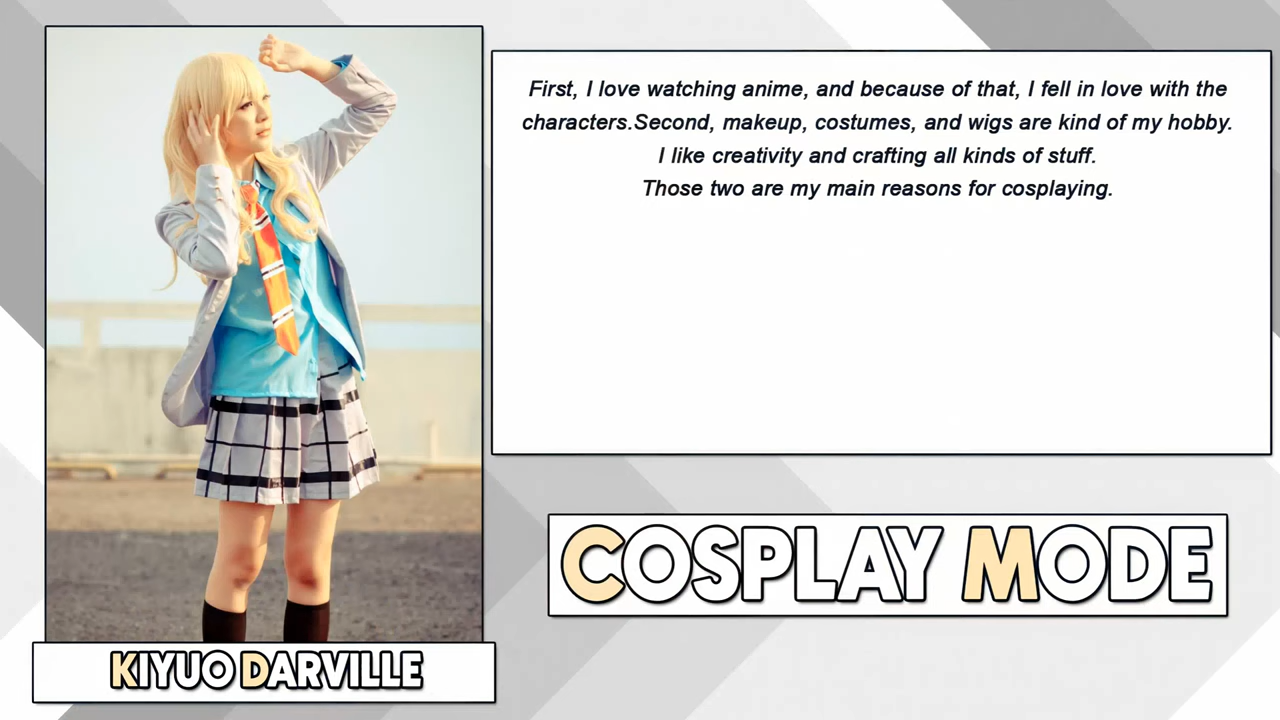 First, I love watching anime, and because of that, I fell in love with the
characters.Second, makeup, costumes, and wigs are kind of my hobby.
I like creativity and crafting all kinds of stuff.
Those two are my main reasons for cosplaying.
COSPLAY MODE
KIYUO DARVILLE